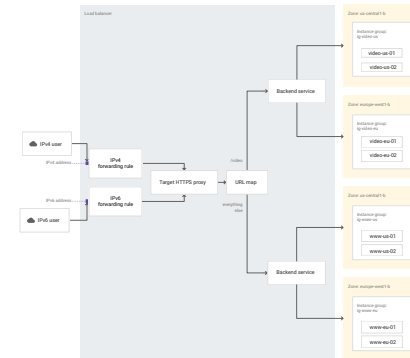 Load balancer
Zone: us-central1-b
Instance group:
ig-video-us
video-us-01
video-us-02
Backend service
Zone: europe-west1-b
Instance group:
ig-video-eu
video-eu-01
video-eu-02
IPv4 user
IPv4 address
IPv4
forwarding rule
/video
Target HTTPS proxy
URL map
IPv6 address
IPv6
forwarding rule
IPv6 user
everything
else
Zone: us-central1-b
Instance group:
ig-www-us
www-us-01
www-us-02
Backend service
Zone: europe-west1-b
Instance group:
ig-www-eu
www-eu-01
www-eu-02